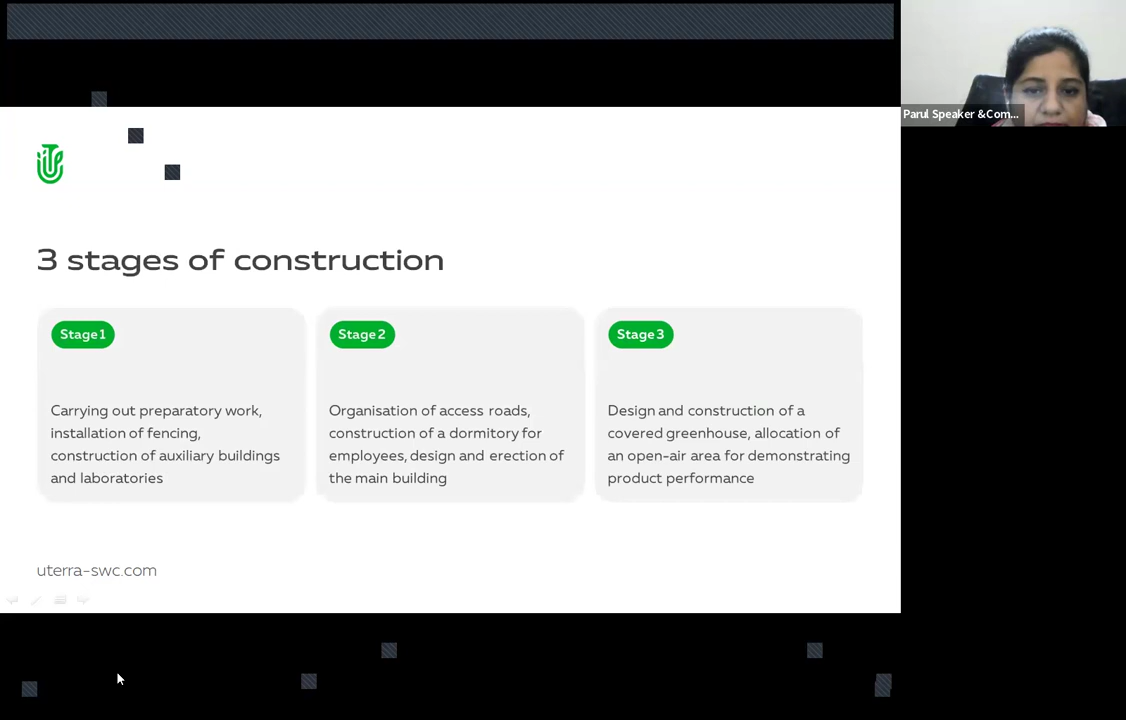 Parul Speaker &Com...
3 stages of construction
Stage 1
Carrying out preparatory work,
installation of fencing,
construction of auxiliary buildings
and laboratories
Stage 2
Organisation of access roads,
construction of a dormitory for
employees, design and erection of
the main building
Stage 3
Design and construction of a
covered greenhouse, allocation of
an open-air area for demonstrating
product performance
uterra-swc.com